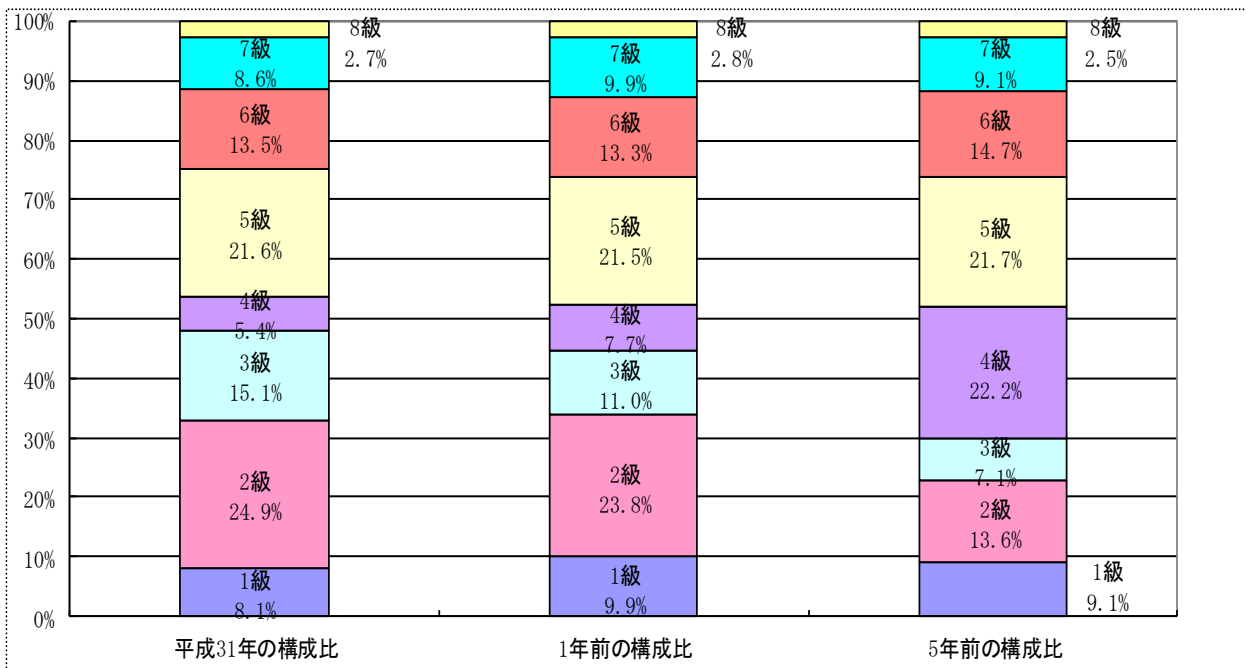 100%
90%
80%
70%
60%
50%
40%
30%
20%
10%
0%
8級
2.7%
7級
8.6%
6級
13.5%
5級
21.6%
4級
5.4%
3級
15.1%
2級
24.9%
1級
8.1%
平成31年の構成比
8級
2.8%
7級
9.9%
6級
13.3%
5級
21.5%
4級
7.7%
3級
11.0%
2級
23.8%
1級
9.9%
1年前の構成比
8級
2.5%
7級
9.1%
6級
14.7%
5級
21.7%
4級
22.2%
3級
7.1%
2級
13.6%
1級
9.1%
5年前の構成比